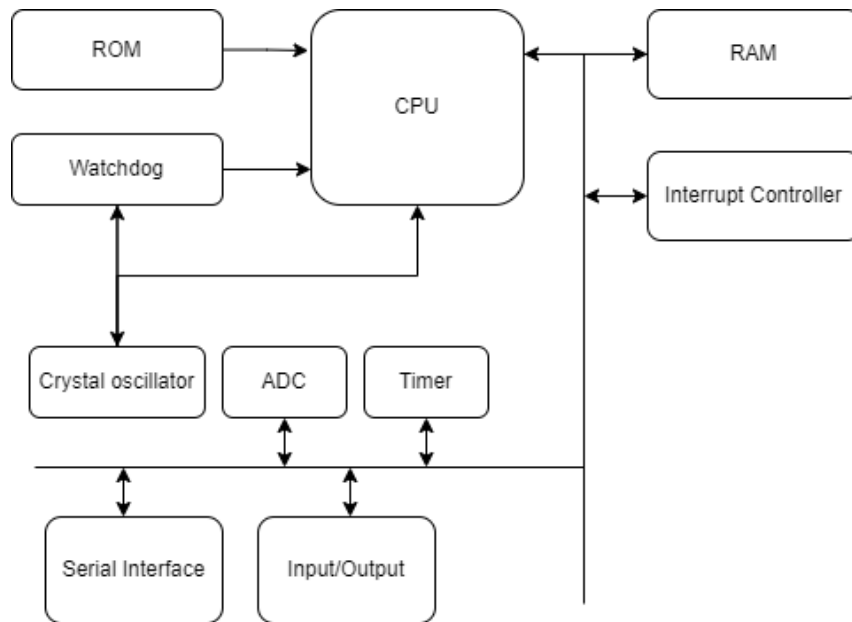 ROM
CPU
RAM
Watchdog
Interrupt Controller
Crystal oscillator
ADC
Timer
Serial Interface
Input/Output